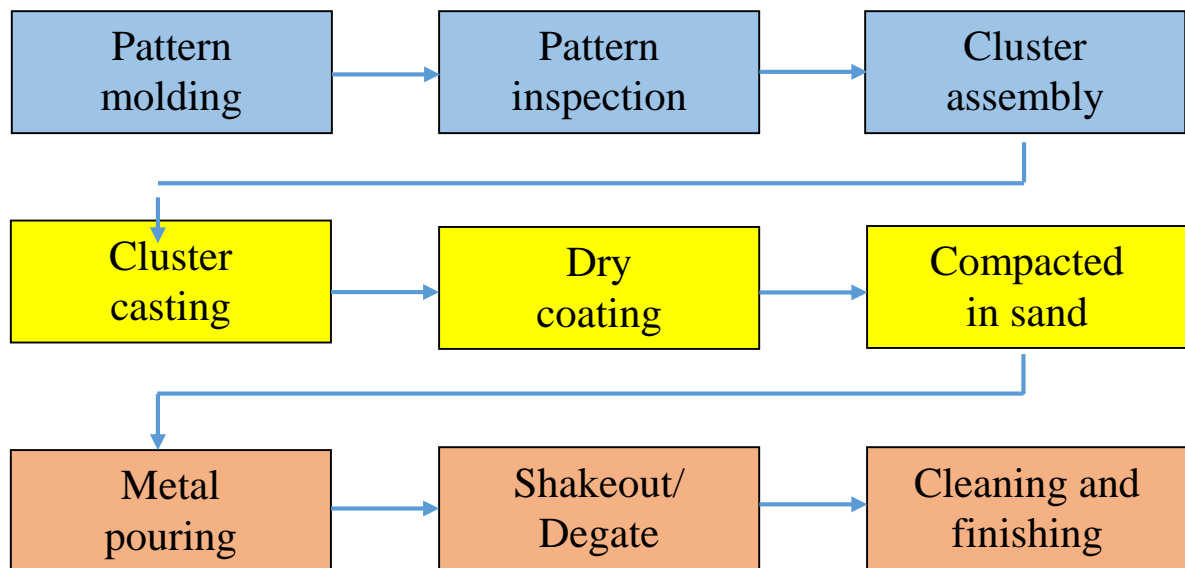 Pattern
molding
Pattern
inspection
Cluster
assembly
Cluster
casting
Dry
coating
Compacted
in sand
Metal
pouring
Shakeout/
Degate
Cleaning and
finishing